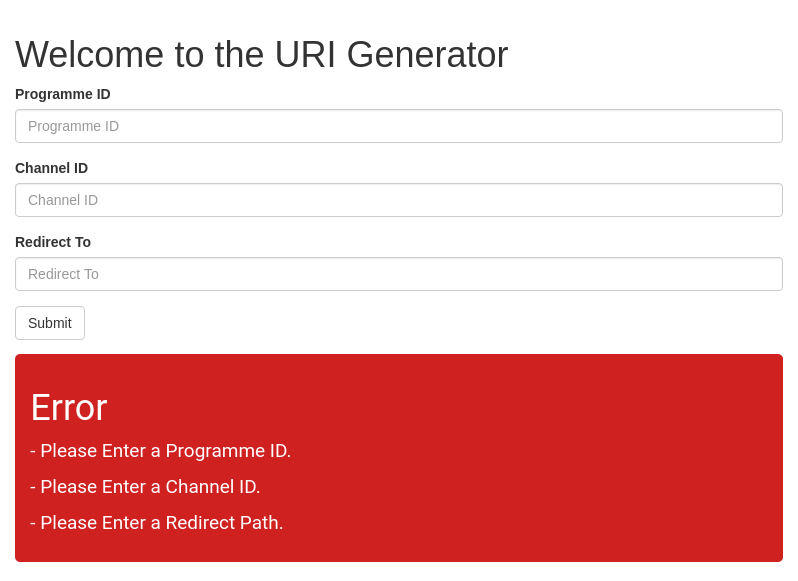 Welcome to the URI Generator
Programme ID
Programme ID
Channel ID
Channel ID
Redirect To
Redirect To
Submit
Error
- Please Enter a Programme ID.
- Please Enter a Channel ID.
- Please Enter a Redirect Path.